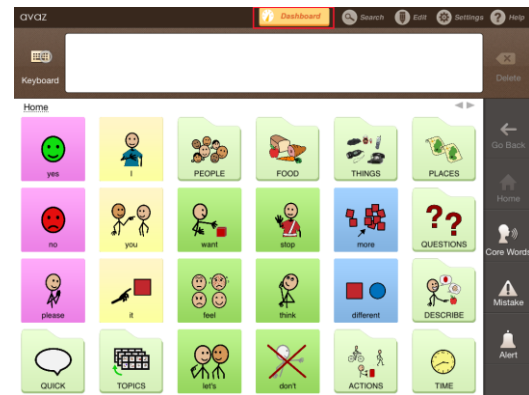 avaz
Dashboard Search Edit Settings ? Help
Keyboard
Delete
Home
Go Back
yes I PEOPLE FOOD THINGS PLACES
Home
no you want stop more ?? QUESTIONS
Core Words
please it feel think different DESCRIBE
Mistake
QUICK TOPICS let's don't ACTIONS TIME
Alert